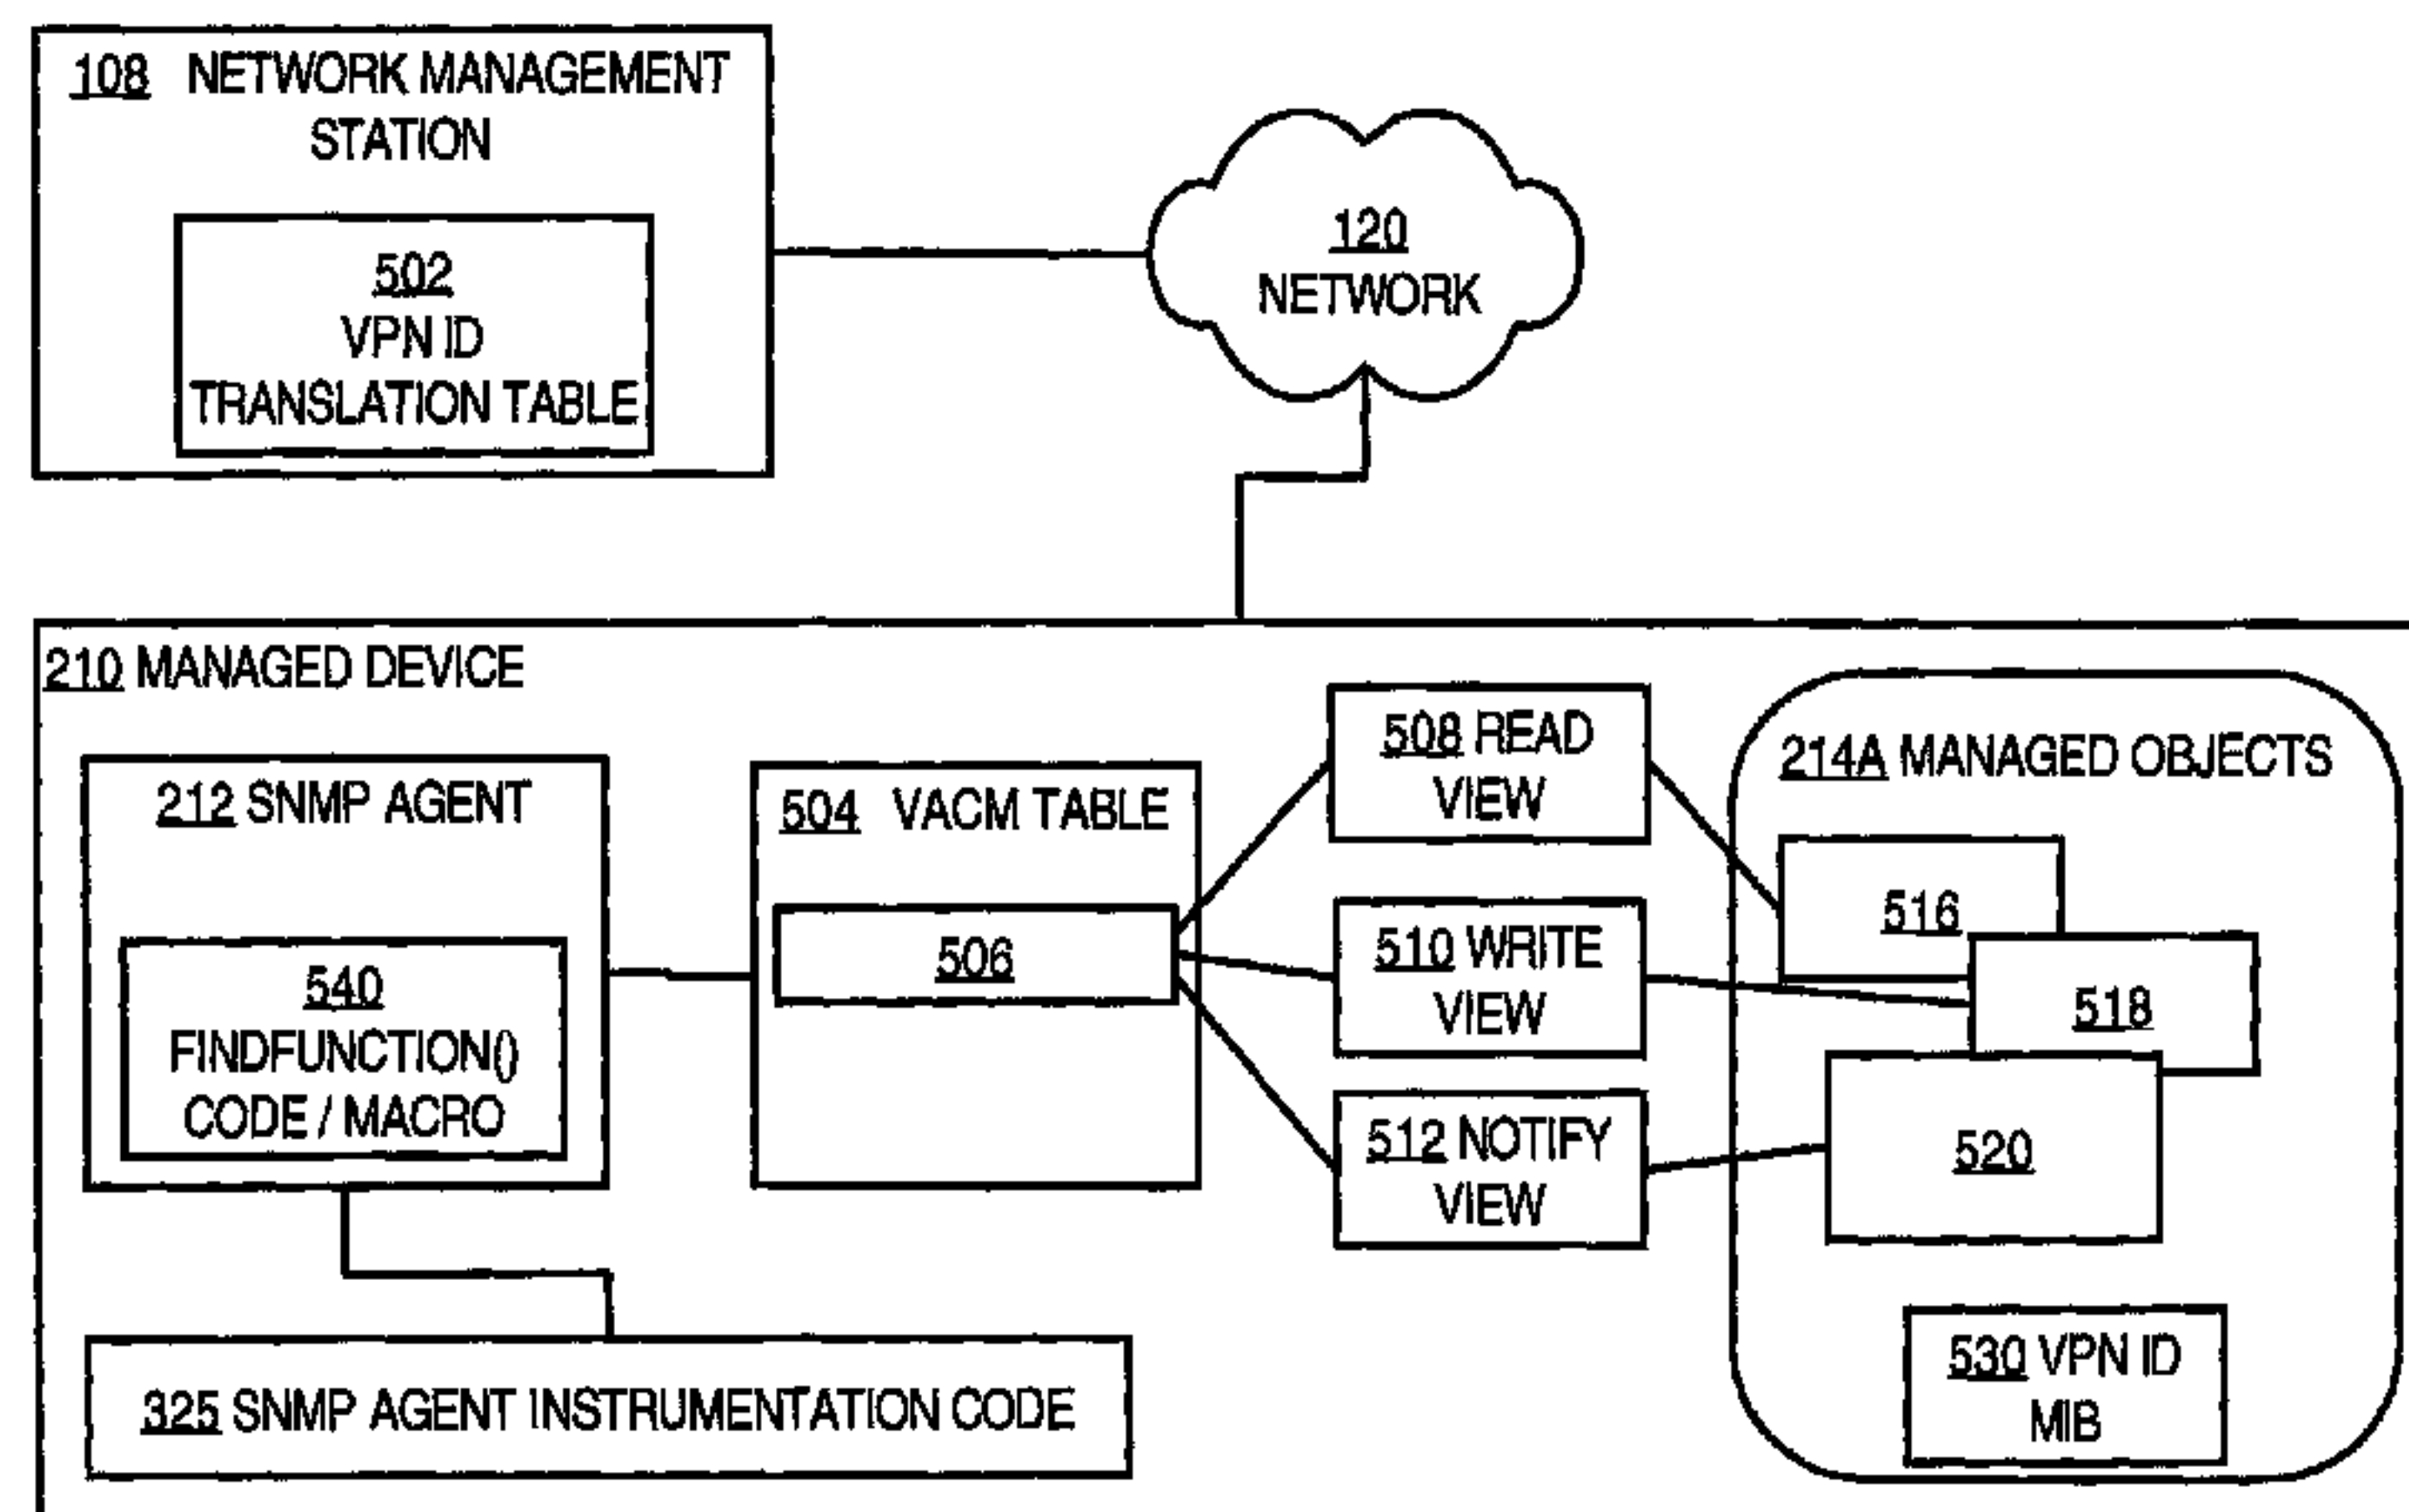 108 NETWORK MANAGEMENT
STATION
502
VPN ID
TRANSLATION TABLE
120
NETWORK
210 MANAGED DEVICE
212 SNMP AGENT
540
FINDFUNCTION()
CODE / MACRO
504 VACM TABLE
506
508 READ
VIEW
510 WRITE
VIEW
512 NOTIFY
VIEW
214A MANAGED OBJECTS
516
518
520
530 VPN ID
MIB
325 SNMP AGENT INSTRUMENTATION CODE